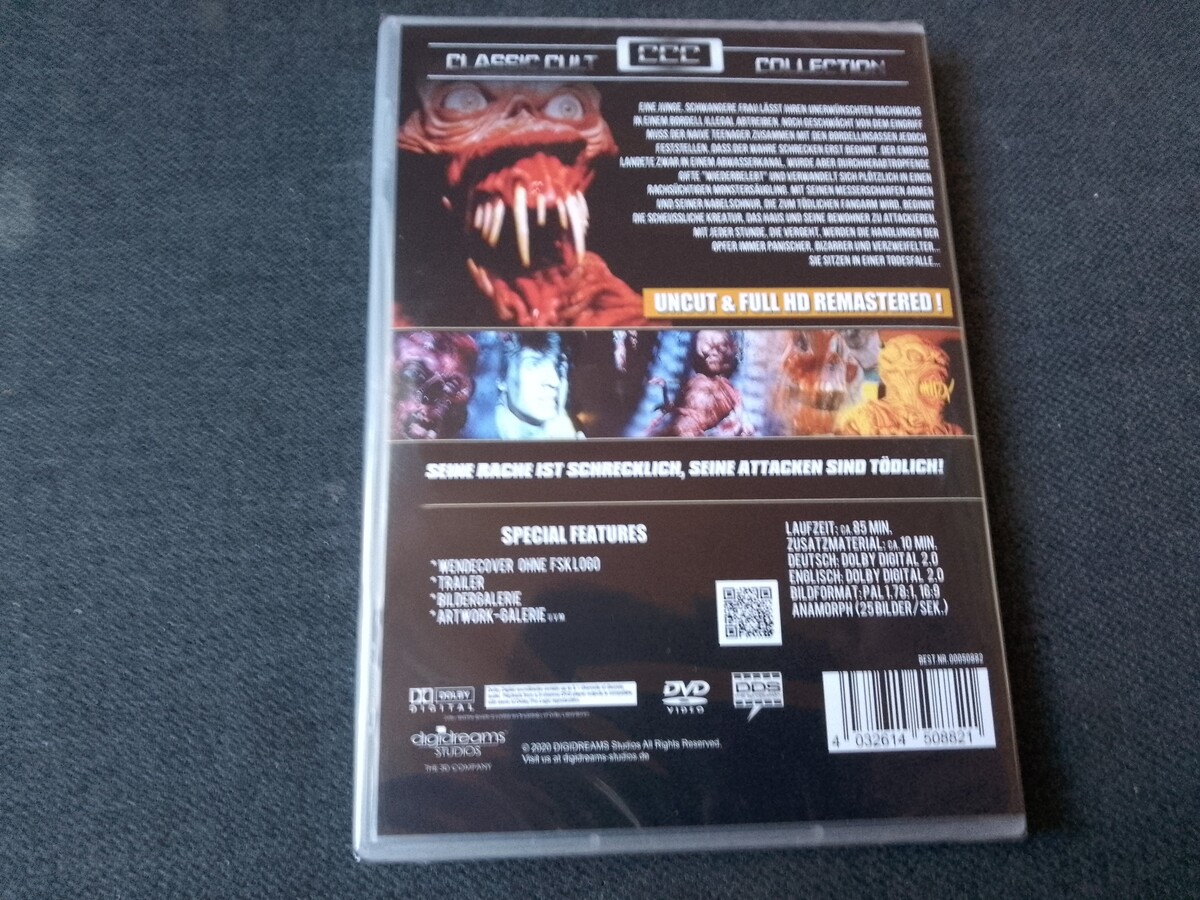 CLASSIC CULT CCC COLLECTION
EINE JUNGE, SCHWANGERE FRAU LÄSST IHREN UNERWÜNSCHTEN NACHWUCHS
IN EINEM BORDELL ILLEGAL ABTREIBEN. NOCH GESCHWÄCHT VON DEM EINGRIFF
MUSS DER NAIVE TEENAGER ZUSAMMEN MIT DEN BORDELLINSASSEN JEDOCH
FESTSTELLEN, DASS DER WAHRE SCHRECKEN ERST BEGINNT. DER EMBRYO
LANDETE ZWAR IN EINEM ABWASSERKANAL, WURDE ABER DURCH HERABTROPFENDE
GIFTE "WIEDERBELEBT" UND VERWANDELT SICH PLÖTZLICH IN EINEN
RACHSÜCHTIGEN MONSTERSÄUGLING. MIT SEINEN MESSERSCHARFEN ARMEN
UND SEINER NABELSCHNUR, DIE ZUM TÖDLICHEN FANGARM WIRD, BEGINNT
DIE SCHEUSSLICHE KREATUR, DAS HAUS UND SEINE BEWOHNER ZU ATTACKIEREN.
MIT JEDER STUNDE, DIE VERGEHT, WERDEN DIE HANDLUNGEN DER
OPFER IMMER PANISCHER, BIZARRER UND VERZWEIFELTER...
SIE SITZEN IN EINER TODESFALLE...
UNCUT & FULL HD REMASTERED !
SEINE RACHE IST SCHRECKLICH, SEINE ATTACKEN SIND TÖDLICH!
SPECIAL FEATURES
*WENDECOVER OHNE FSK LOGO
*TRAILER
*BILDERGALERIE
*ARTWORK-GALERIE
LAUFZEIT: CA. 85 MIN.
ZUSATZMATERIAL: CA. 10 MIN.
DEUTSCH: DOLBY DIGITAL 2.0
ENGLISCH: DOLBY DIGITAL 2.0
BILDFORMAT: PAL 1.78:1, 16:9
ANAMORPH (25 BILDER / SEK.)
BEST.NR. 00050882
DOLBY
DIGITAL
DVD
VIDEO
DDS
digidreams
STUDIOS
THE 3D COMPANY
© 2020 DIGIDREAMS Studios All Rights Reserved.
Visit us at digidreams-studios.de
4 032614 508821